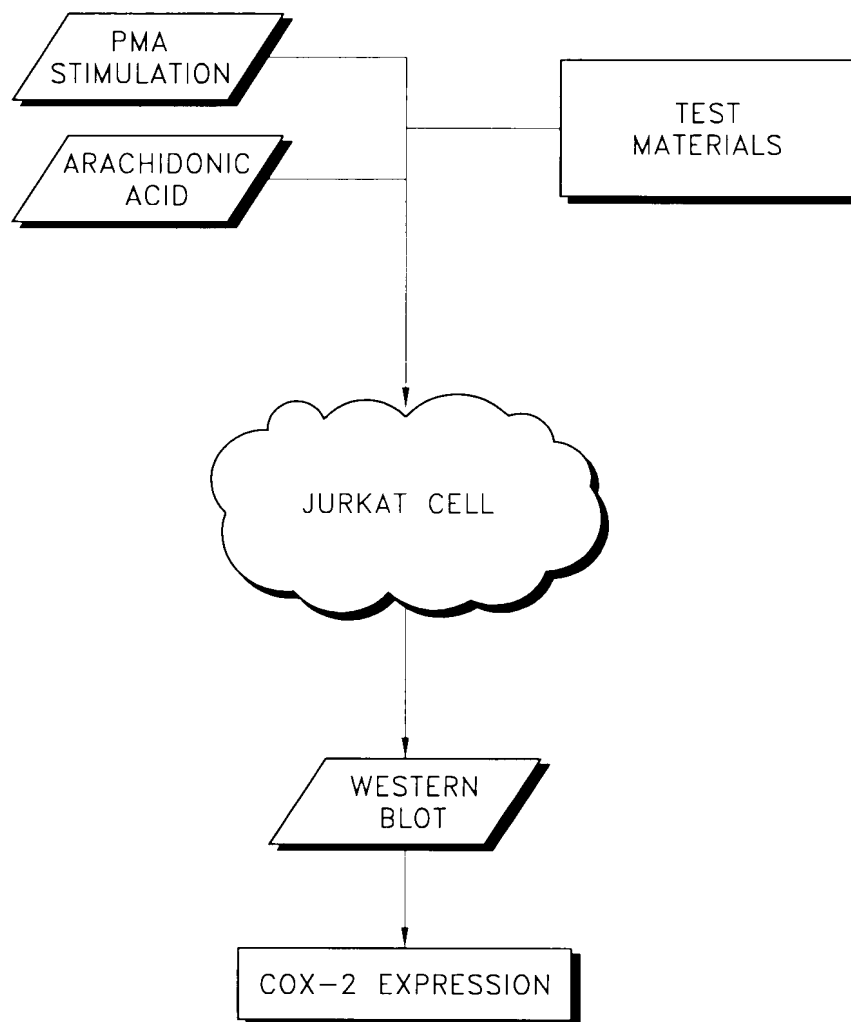 PMA
STIMULATION
TEST
MATERIALS
ARACHIDONIC
ACID
JURKAT CELL
WESTERN
BLOT
COX-2 EXPRESSION